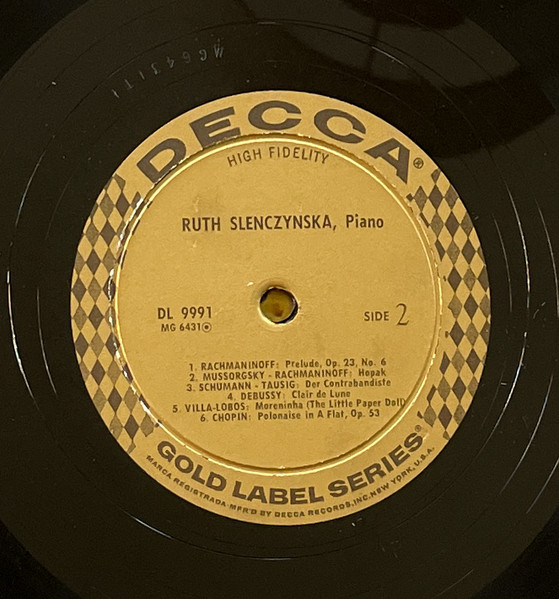 MG6431T1
DECCA®
HIGH FIDELITY
RUTH SLENCZYNSKA, Piano
DL 9991
MG 6431
SIDE 2
1. RACHMANINOFF: Prelude, Op. 23, No. 6
2. MUSSORGSKY - RACHMANINOFF: Hopak
3. SCHUMANN - TAUSIG: Der Contrabandiste
4. DEBUSSY: Clair de Lune
5. VILLA-LOBOS: Moreninha (The Little Paper Doll)
6. CHOPIN: Polonaise in A Flat, Op. 53
GOLD LABEL SERIES®
MARCA REGISTRADA·MFR'D BY DECCA RECORDS, INC. NEW YORK, U.S.A.